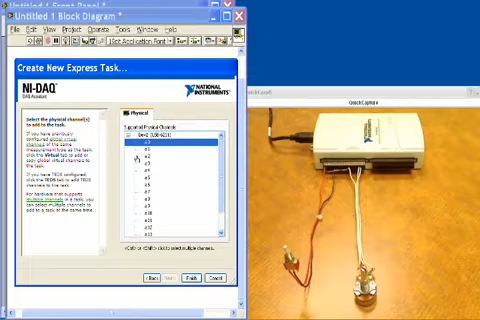 Untitled 1 Front Panel *
Untitled 1 Block Diagram *
File Edit View Project Operate Tools Window Help
Create New Express Task...
NI-DAQ
DAQ Assistant
NATIONAL INSTRUMENTS
Select the physical channel(s) to add to the task.
If you have previously configured global virtual channels of the same measurement type as the task, click the Virtual tab to add or copy global virtual channels to the task.
If you have TEDS configured, click the TEDS tab to add TEDS channels to the task.
For hardware that supports multiple channels in a task, you can select multiple channels to add to a task at the same time.
Physical
Supported Physical Channels
ai0
ai1
ai2
ai3
ai4
ai5
ai6
ai7
ai8
ai9
ai10
ai11
ai12
ai13
<Ctrl> or <Shift> click to select multiple channels.
< Back
Next >
Finish
Cancel
QuickCapture